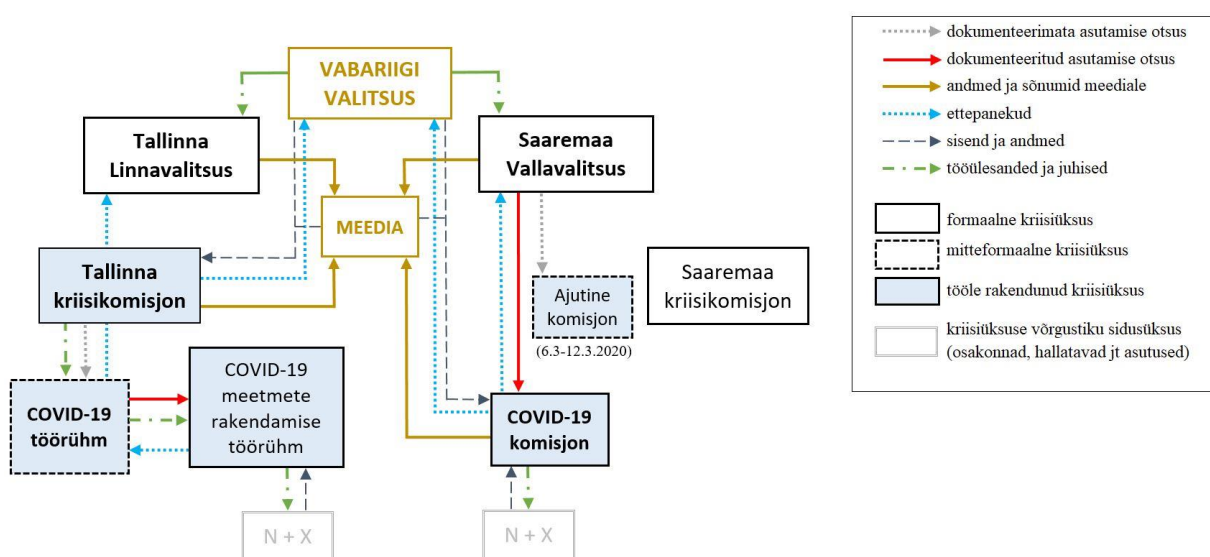 VABARIIGI
VALITSUS
Tallinna
Linnavalitsus
Saaremaa
Vallavalitsus
MEEDIA
Tallinna
kriisikomisjon
Ajutine
komisjon
(6.3-12.3.2020)
Saaremaa
kriisikomisjon
COVID-19
töörühm
COVID-19
meetmete
rakendamise
töörühm
COVID-19
komisjon
N + X
N + X
dokumenteerimata asutamise otsus
dokumenteeritud asutamise otsus
andmed ja sõnumid meediale
ettepanekud
sisend ja andmed
tööülesanded ja juhised
formaalne kriisiüksus
mitteformaalne kriisiüksus
tööle rakendunud kriisiüksus
kriisiüksuse võrgustiku sidusüksus
(osakonnad, hallatavad jt asutused)